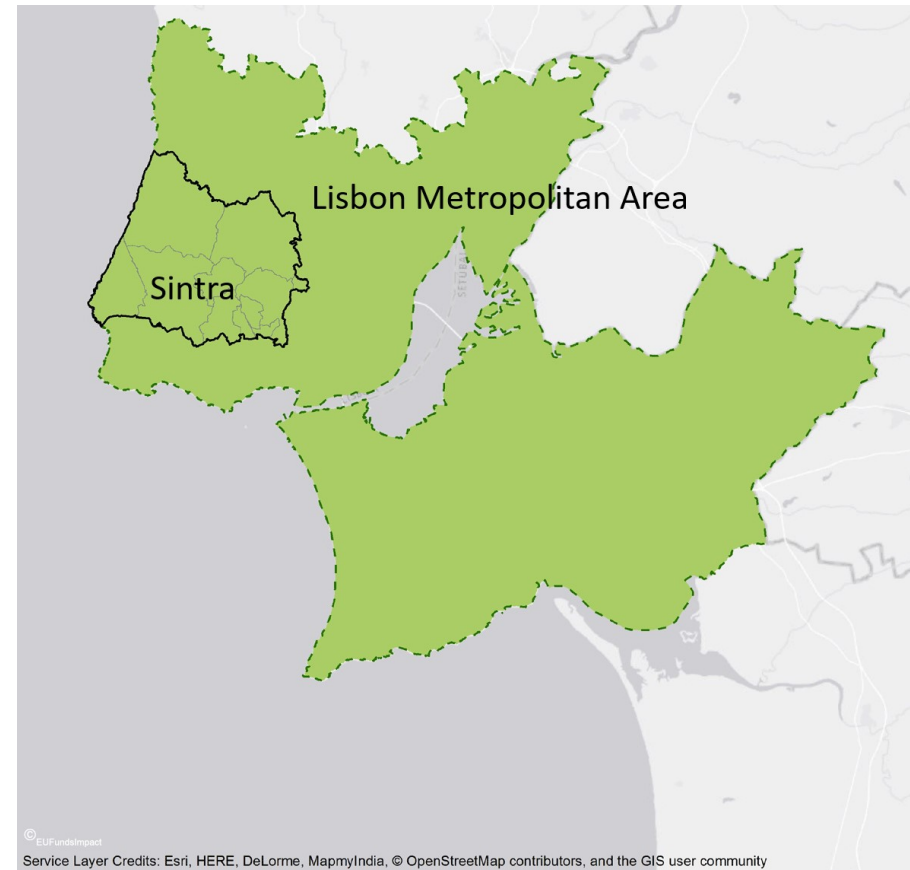 Lisbon Metropolitan Area
SETÚBAL
Sintra
© EUFundsImpact
Service Layer Credits: Esri, HERE, DeLorme, MapmyIndia, © OpenStreetMap contributors, and the GIS user community